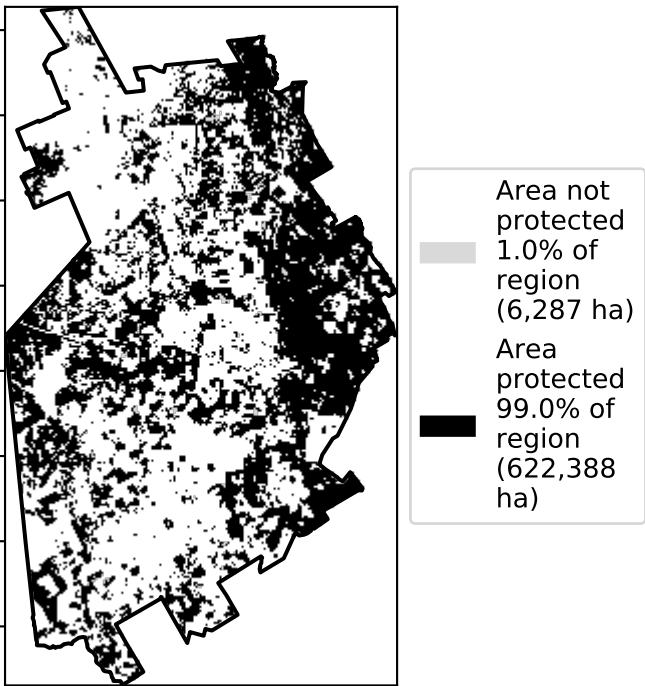 Area not
protected
1.0% of
region
(6,287 ha)
Area
protected
99.0% of
region
(622,388
ha)